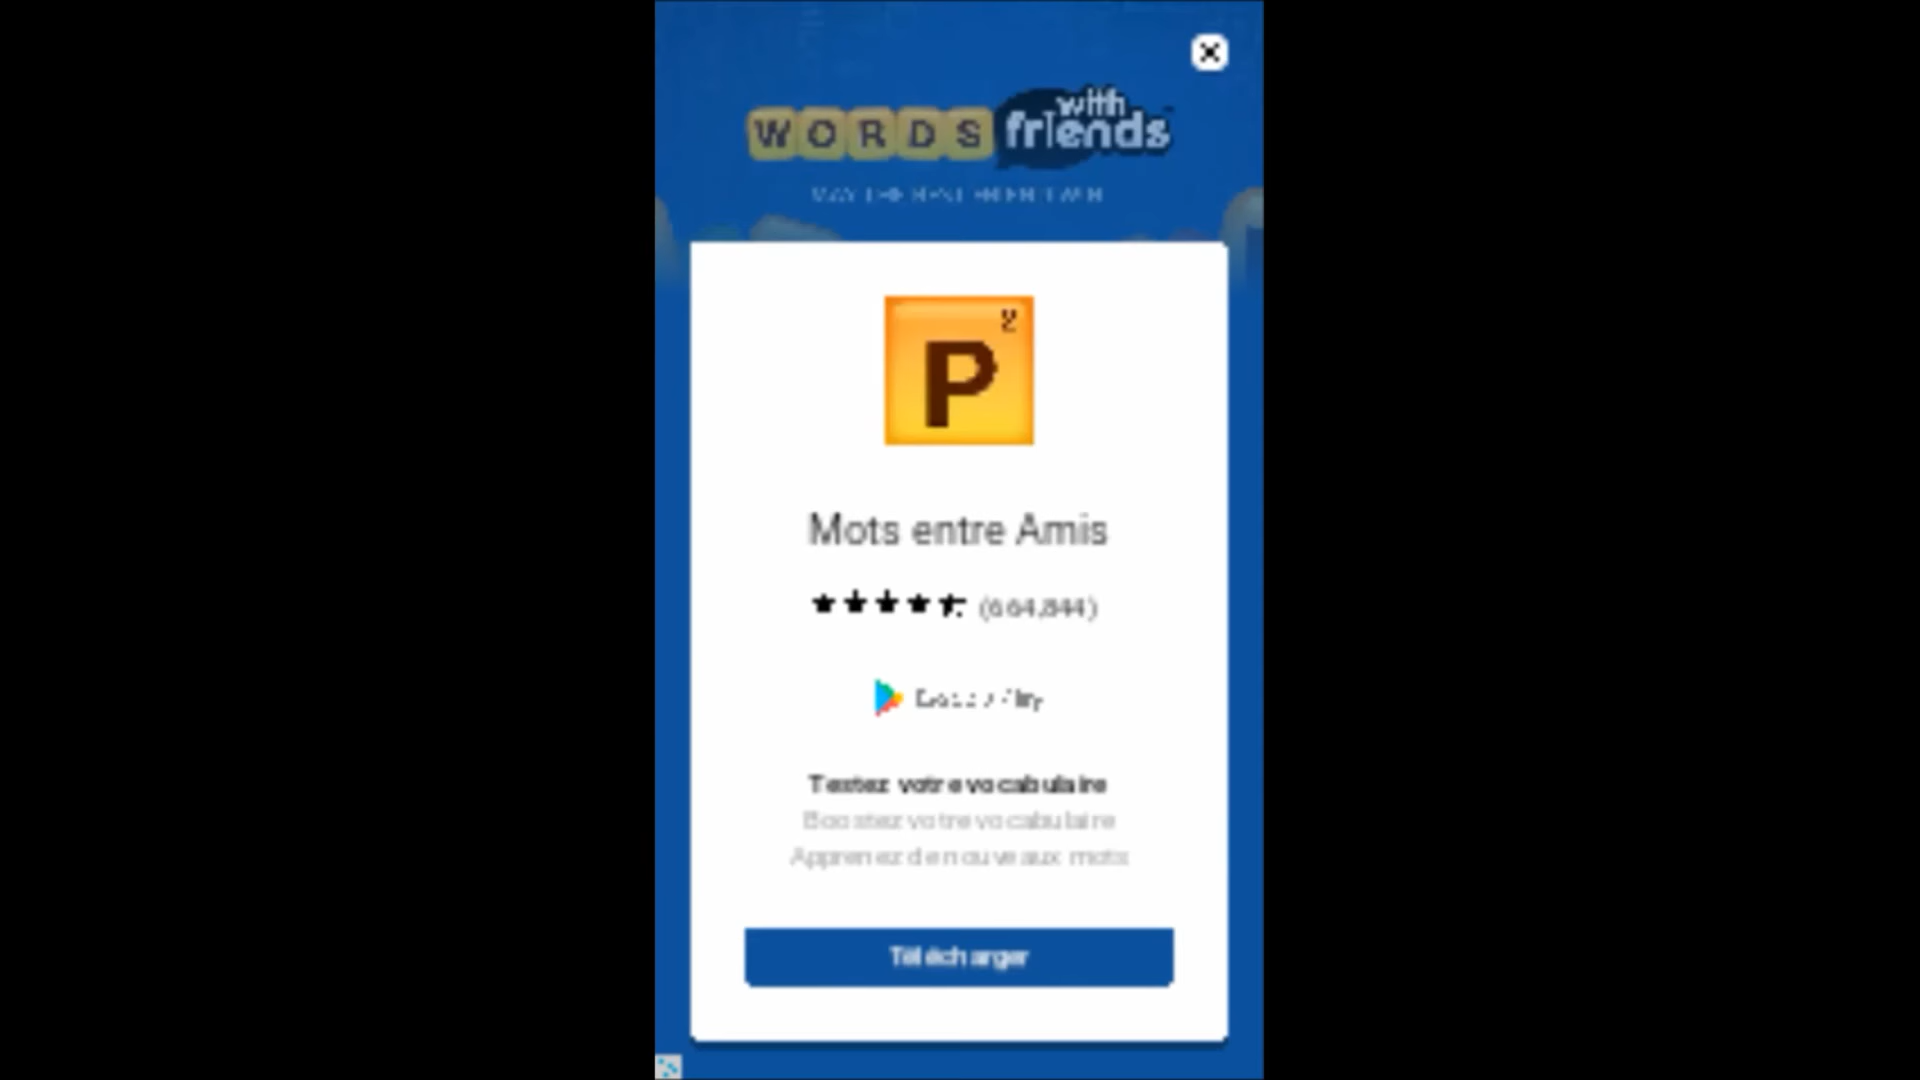 with
WORDS friends
P
Mots entre Amis
(664,844)
Testez votre vocabulaire
Boostez votre vocabulaire
Apprenez de nouveaux mots
Télécharger